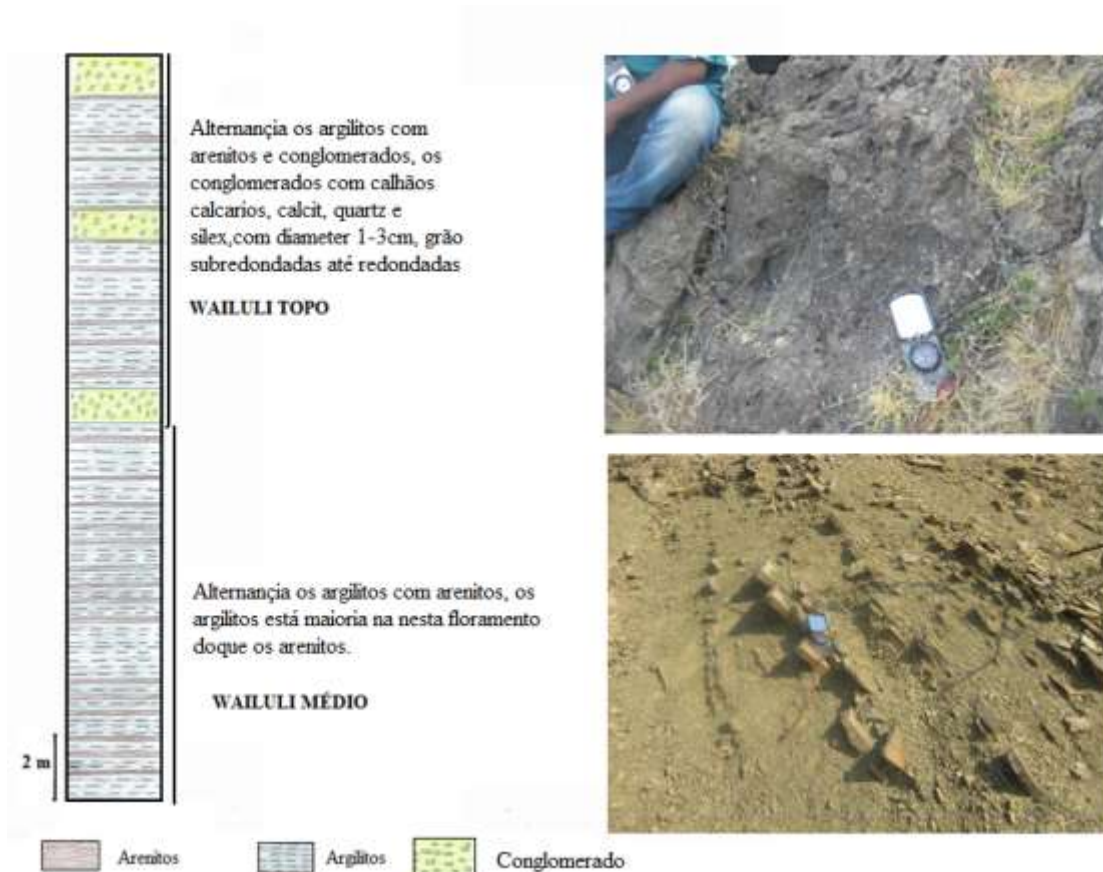 Alternançia os argilitos com
arenitos e conglomerados, os
conglomerados com calhãos
calcarios, calcit, quartz e
silex,com diameter 1-3cm, grão
subredondadas até redondadas
WAILULI TOPO
Alternançia os argilitos com arenitos, os
argilitos está maioria na nesta floramento
doque os arenitos.
WAILULI MÉDIO
2 m
Arenitos
Argilitos
Conglomerado